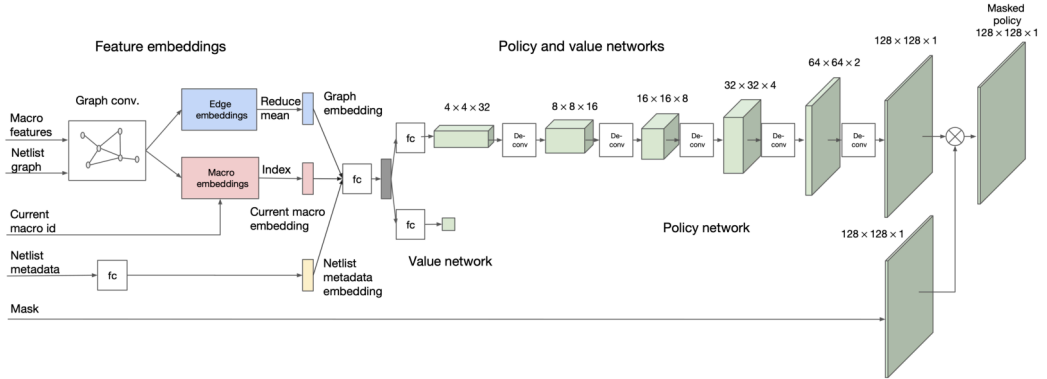 Feature embeddings
Policy and value networks
Masked
policy
128 × 128 × 1
128 × 128 × 1
64 × 64 × 2
32 × 32 × 4
16 × 16 × 8
8 × 8 × 16
4 × 4 × 32
Graph conv.
Macro
features
Netlist
graph
Edge
embeddings
Reduce
mean
Graph
embedding
Macro
embeddings
Index
Current macro
embedding
Current
macro id
Netlist
metadata
fc
Netlist
metadata
embedding
fc
fc
De-
conv
De-
conv
De-
conv
De-
conv
De-
conv
fc
Value network
Policy network
128 × 128 × 1
Mask